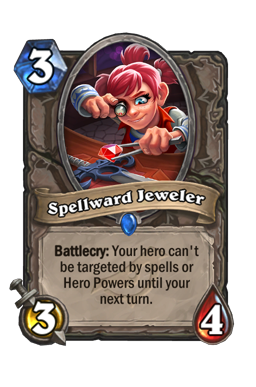 3
Spellward Jeweler
Battlecry: Your hero can't
be targeted by spells or
Hero Powers until your
next turn.
3
4